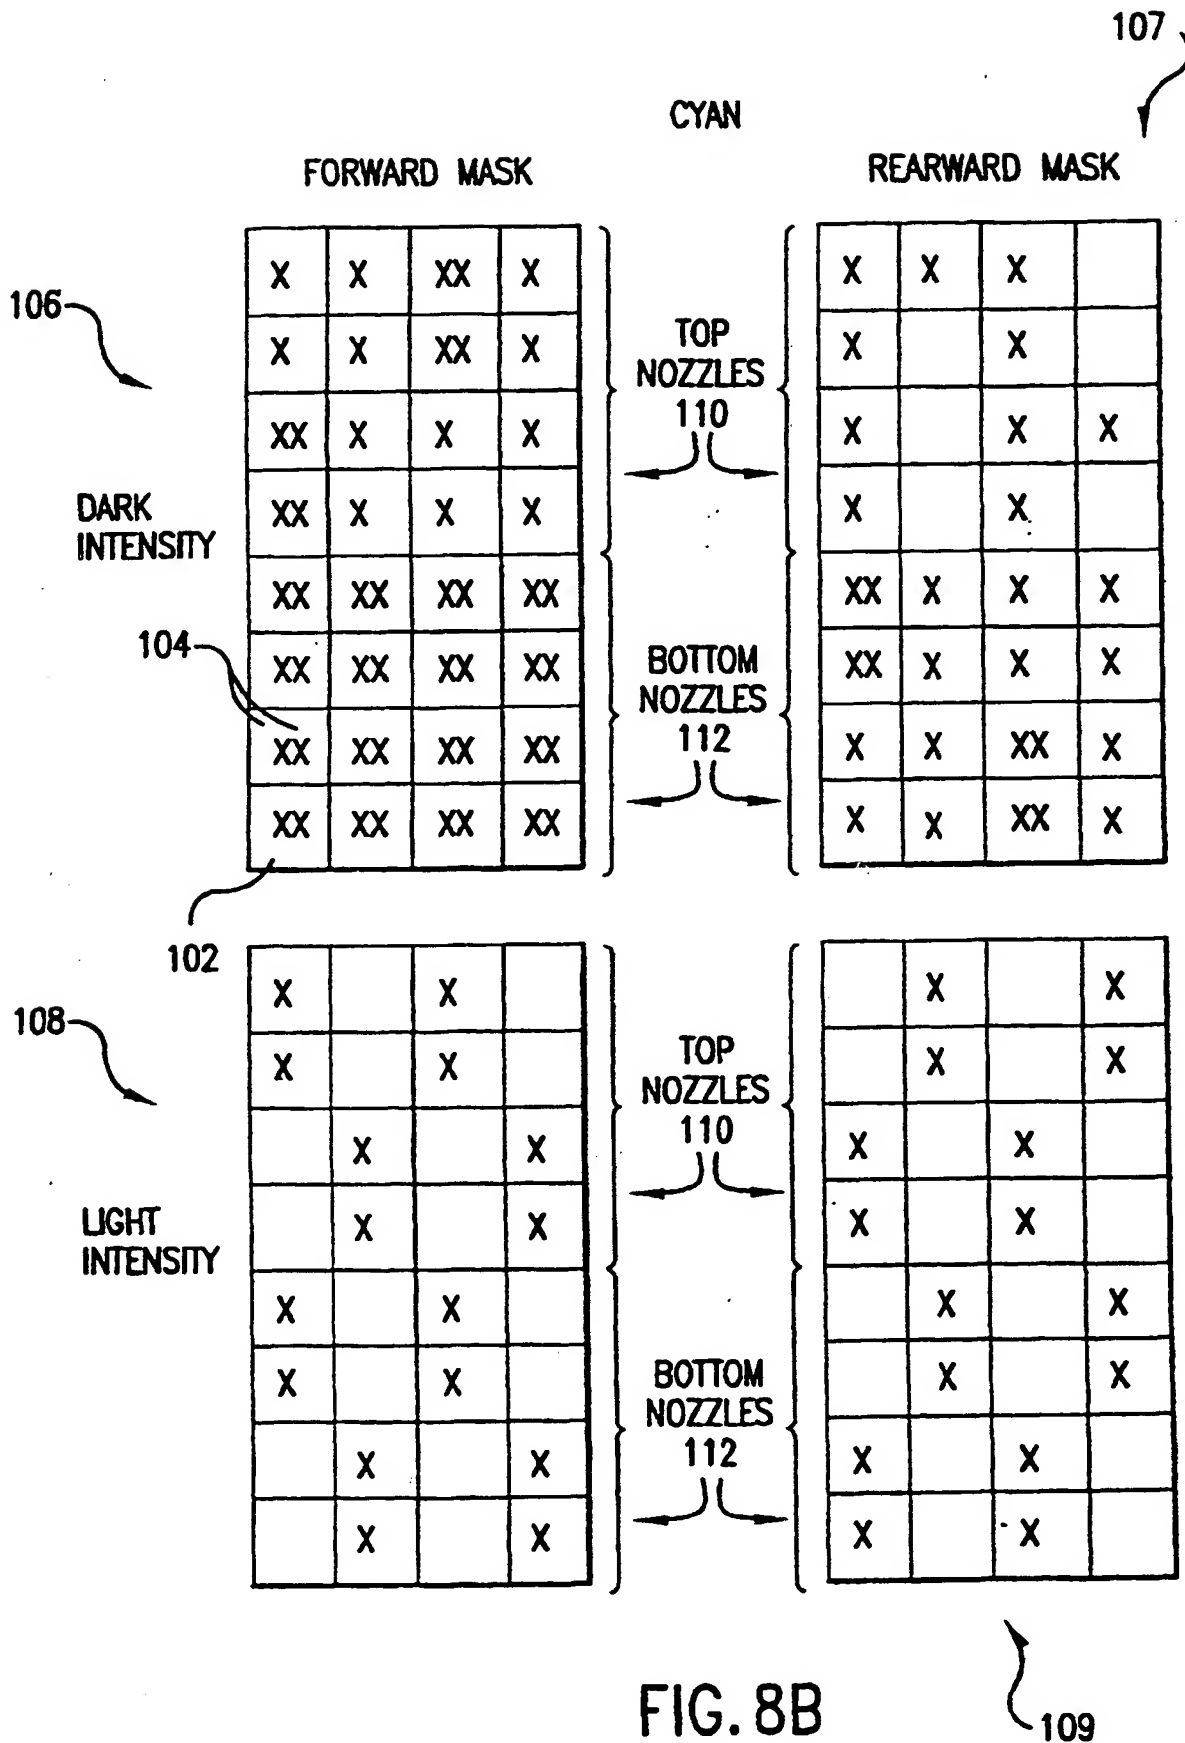 107
CYAN
FORWARD MASK
REARWARD MASK
X X XX X
X X X
106
TOP
NOZZLES
110
X X XX X
X X
XX X X X
X X X
DARK
INTENSITY
XX X X X
X X
XX XX XX XX
XX X X X
104
BOTTOM
NOZZLES
112
XX XX XX XX
XX X X X
XX XX XX XX
X X XX X
XX XX XX XX
X X XX X
102
108
X X
X X
TOP
NOZZLES
110
X X
X X
X X
X X
LIGHT
INTENSITY
X X
X X
X X
X X
BOTTOM
NOZZLES
112
X X
X X
X X
X X
X X
X X
FIG. 8B
109